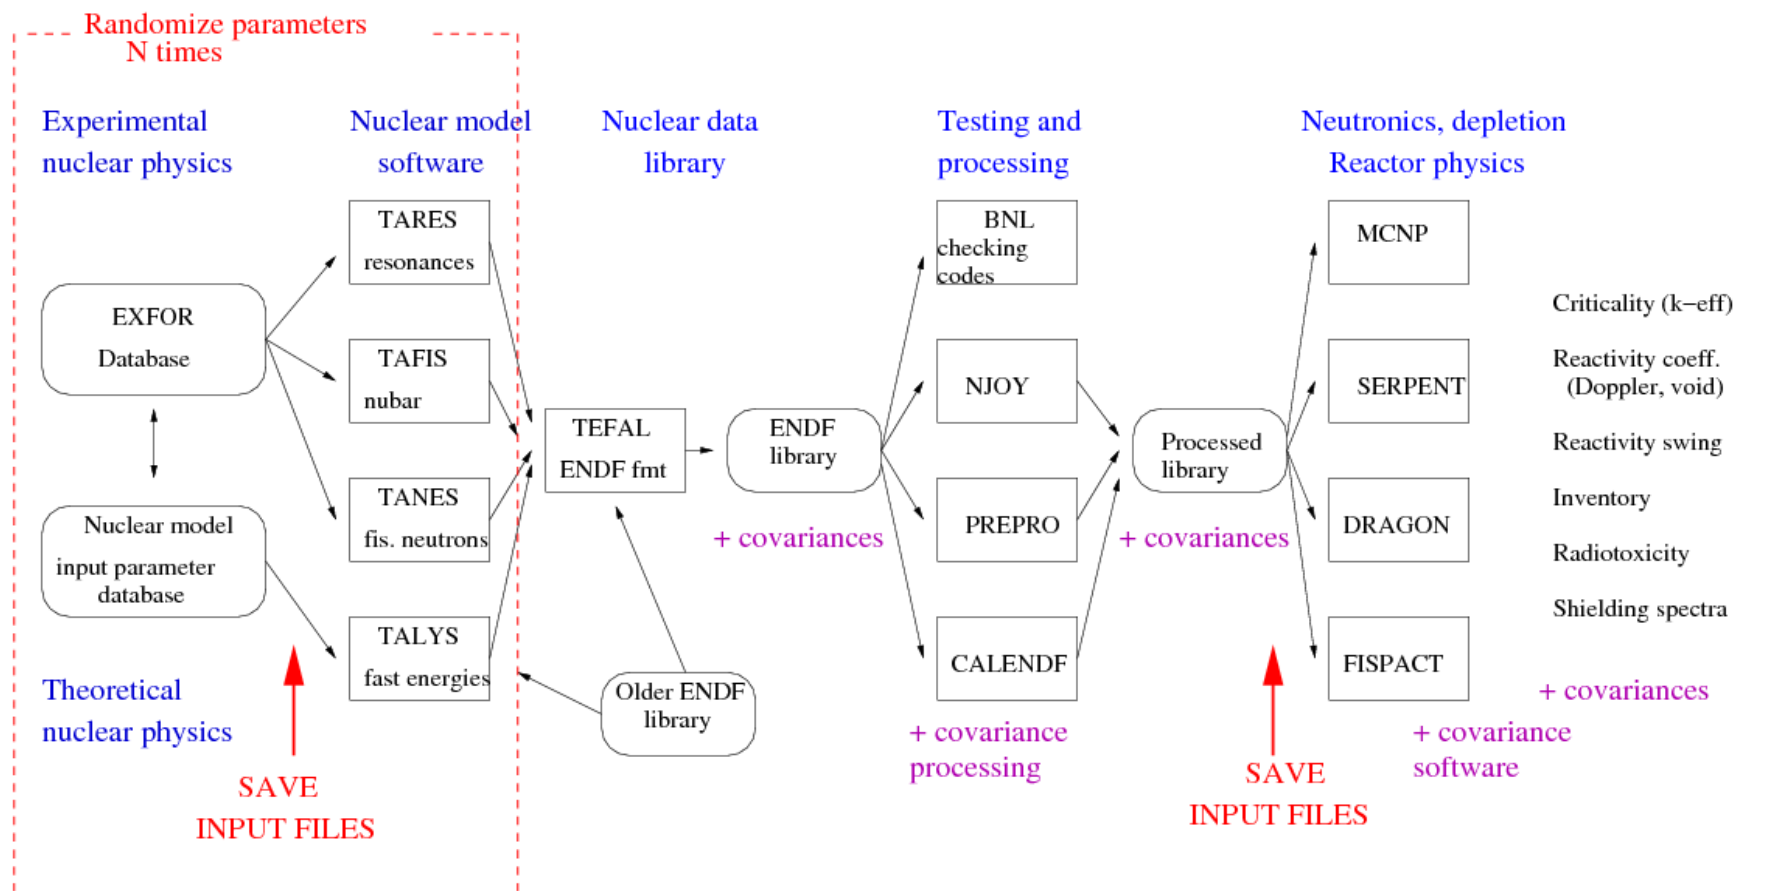 Randomize parameters
N times
Experimental
nuclear physics
Nuclear model
software
Nuclear data
library
Testing and
processing
Neutronics, depletion
Reactor physics
EXFOR
Database
Nuclear model
input parameter
database
Theoretical
nuclear physics
SAVE
INPUT FILES
TARES
resonances
TAFIS
nubar
TANES
fis. neutrons
TALYS
fast energies
TEFAL
ENDF fmt
Older ENDF
library
ENDF
library
+ covariances
BNL
checking
codes
NJOY
PREPRO
CALENDF
+ covariance
processing
Processed
library
+ covariances
SAVE
INPUT FILES
MCNP
SERPENT
DRAGON
FISPACT
+ covariance
software
Criticality (k−eff)
Reactivity coeff.
(Doppler, void)
Reactivity swing
Inventory
Radiotoxicity
Shielding spectra
+ covariances